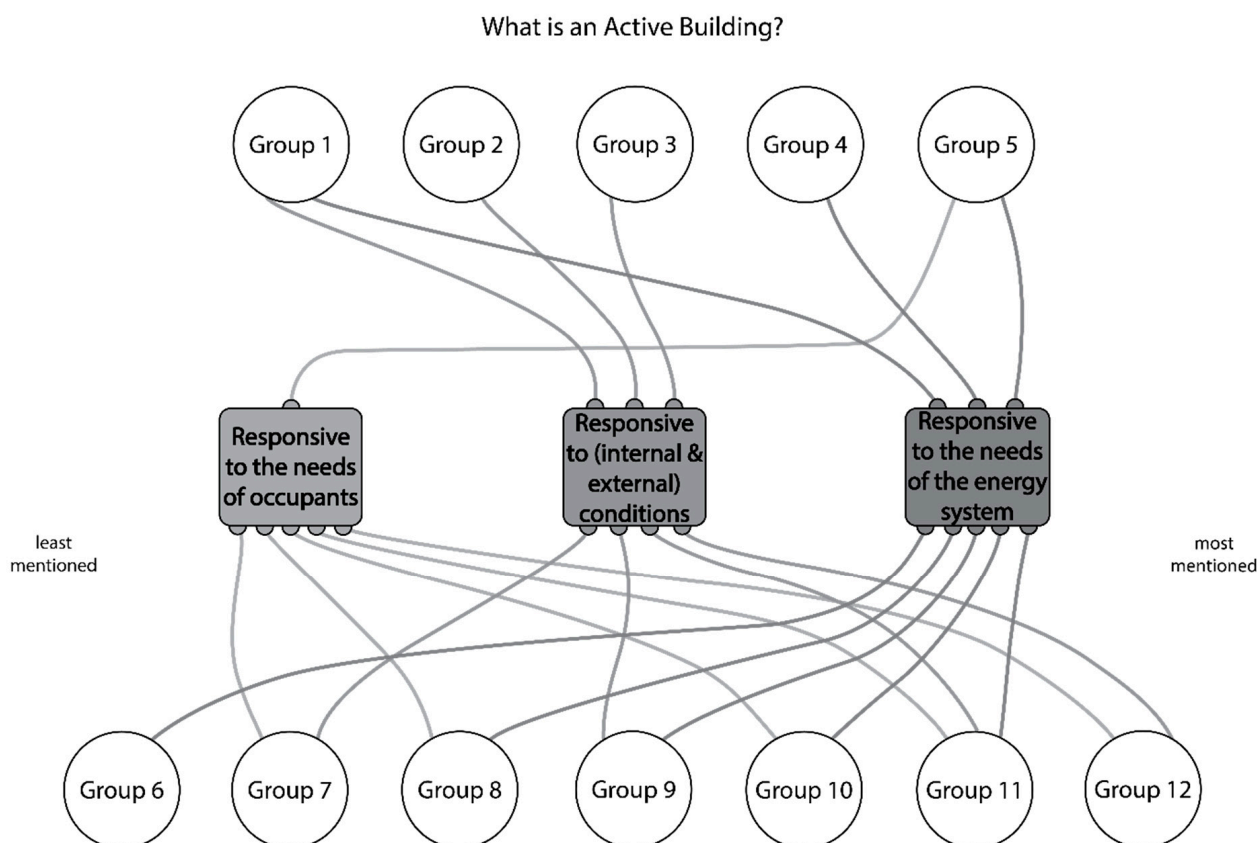 What is an Active Building?
Group 1
Group 2
Group 3
Group 4
Group 5
Responsive
to the needs
of occupants
Responsive
to (internal &
external)
conditions
Responsive
to the needs
of the energy
system
least
mentioned
most
mentioned
Group 6
Group 7
Group 8
Group 9
Group 10
Group 11
Group 12